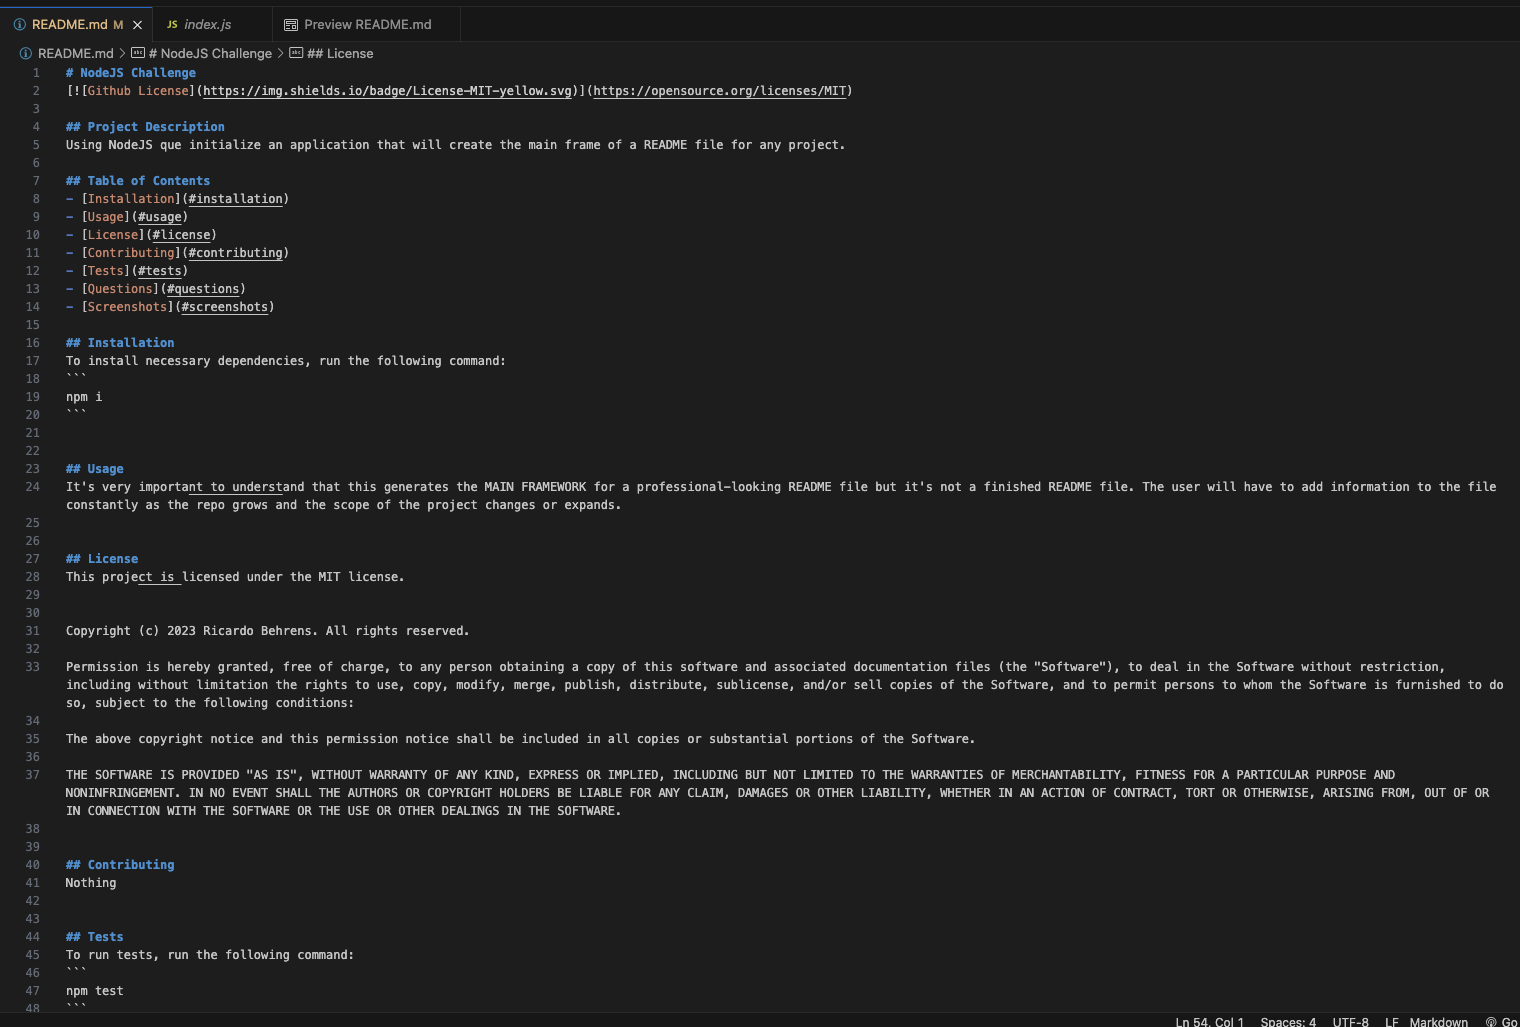 README.md M
JS index.js
Preview README.md
README.md > # NodeJS Challenge > ## License
1 # NodeJS Challenge
2 [![Github License](https://img.shields.io/badge/License-MIT-yellow.svg)](https://opensource.org/licenses/MIT)
3
4 ## Project Description
5 Using NodeJS que initialize an application that will create the main frame of a README file for any project.
6
7 ## Table of Contents
8 - [Installation](#installation)
9 - [Usage](#usage)
10 - [License](#license)
11 - [Contributing](#contributing)
12 - [Tests](#tests)
13 - [Questions](#questions)
14 - [Screenshots](#screenshots)
15
16 ## Installation
17 To install necessary dependencies, run the following command:
18 ```
19 npm i
20 ```
21
22
23 ## Usage
24 It's very important to understand that this generates the MAIN FRAMEWORK for a professional-looking README file but it's not a finished README file. The user will have to add information to the file
constantly as the repo grows and the scope of the project changes or expands.
25
26
27 ## License
28 This project is licensed under the MIT license.
29
30
31 Copyright (c) 2023 Ricardo Behrens. All rights reserved.
32
33 Permission is hereby granted, free of charge, to any person obtaining a copy of this software and associated documentation files (the "Software"), to deal in the Software without restriction,
including without limitation the rights to use, copy, modify, merge, publish, distribute, sublicense, and/or sell copies of the Software, and to permit persons to whom the Software is furnished to do
so, subject to the following conditions:
34
35 The above copyright notice and this permission notice shall be included in all copies or substantial portions of the Software.
36
37 THE SOFTWARE IS PROVIDED "AS IS", WITHOUT WARRANTY OF ANY KIND, EXPRESS OR IMPLIED, INCLUDING BUT NOT LIMITED TO THE WARRANTIES OF MERCHANTABILITY, FITNESS FOR A PARTICULAR PURPOSE AND
NONINFRINGEMENT. IN NO EVENT SHALL THE AUTHORS OR COPYRIGHT HOLDERS BE LIABLE FOR ANY CLAIM, DAMAGES OR OTHER LIABILITY, WHETHER IN AN ACTION OF CONTRACT, TORT OR OTHERWISE, ARISING FROM, OUT OF OR
IN CONNECTION WITH THE SOFTWARE OR THE USE OR OTHER DEALINGS IN THE SOFTWARE.
38
39
40 ## Contributing
41 Nothing
42
43
44 ## Tests
45 To run tests, run the following command:
46 ```
47 npm test
48 ```
Ln 54, Col 1 Spaces: 4 UTF-8 LF Markdown Go